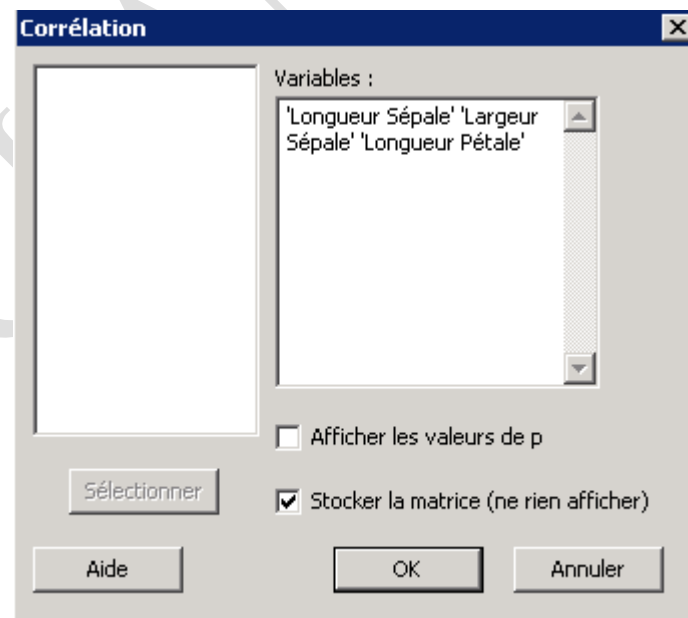 Corrélation
Variables :
'Longueur Sépale' 'Largeur
Sépale' 'Longueur Pétale'
Afficher les valeurs de p
Sélectionner
Stocker la matrice (ne rien afficher)
Aide
OK
Annuler